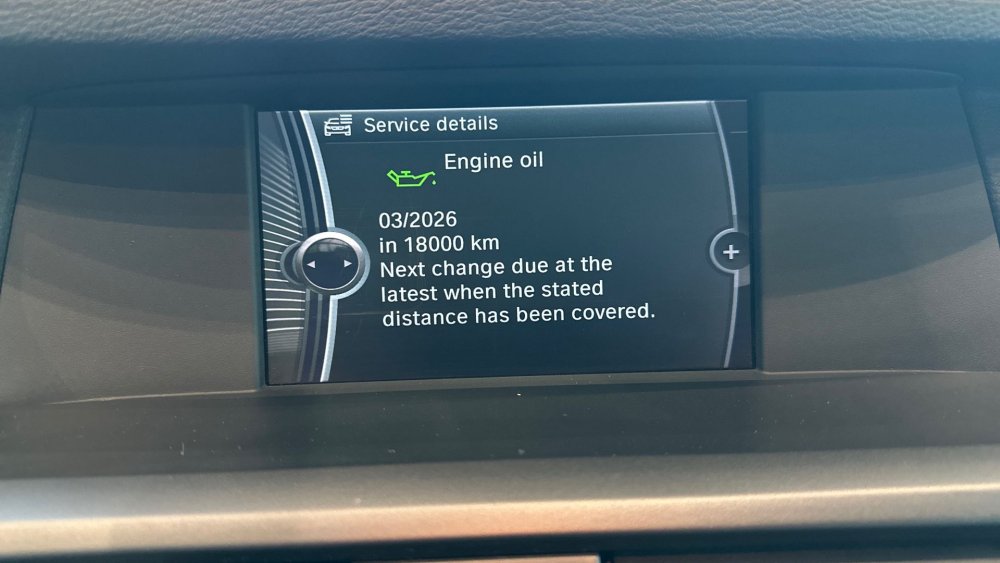 Service details
Engine oil
03/2026
in 18000 km
Next change due at the
latest when the stated
distance has been covered.